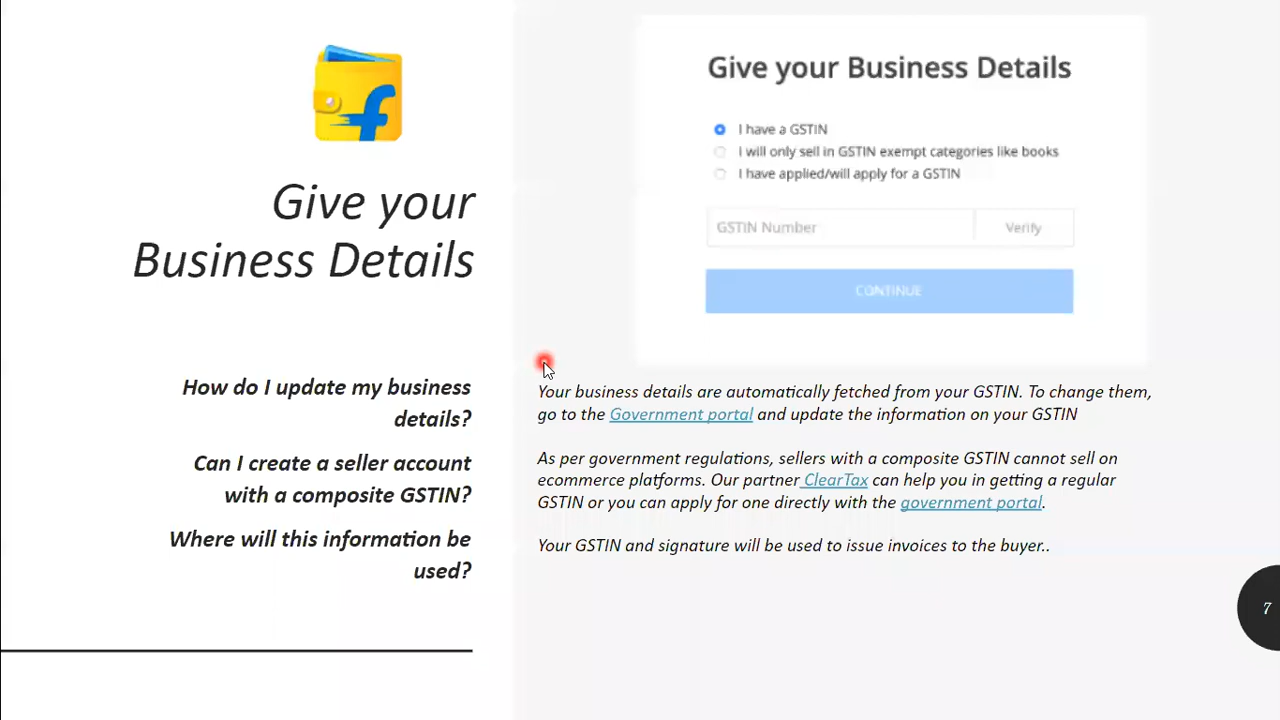 Give your
Business Details
How do I update my business
details?
Can I create a seller account
with a composite GSTIN?
Where will this information be
used?
Give your Business Details
I have a GSTIN
I will only sell in GSTIN exempt categories like books
I have applied/will apply for a GSTIN
GSTIN Number
Verify
CONTINUE
Your business details are automatically fetched from your GSTIN. To change them,
go to the Government portal and update the information on your GSTIN
As per government regulations, sellers with a composite GSTIN cannot sell on
ecommerce platforms. Our partner ClearTax can help you in getting a regular
GSTIN or you can apply for one directly with the government portal.
Your GSTIN and signature will be used to issue invoices to the buyer..
7